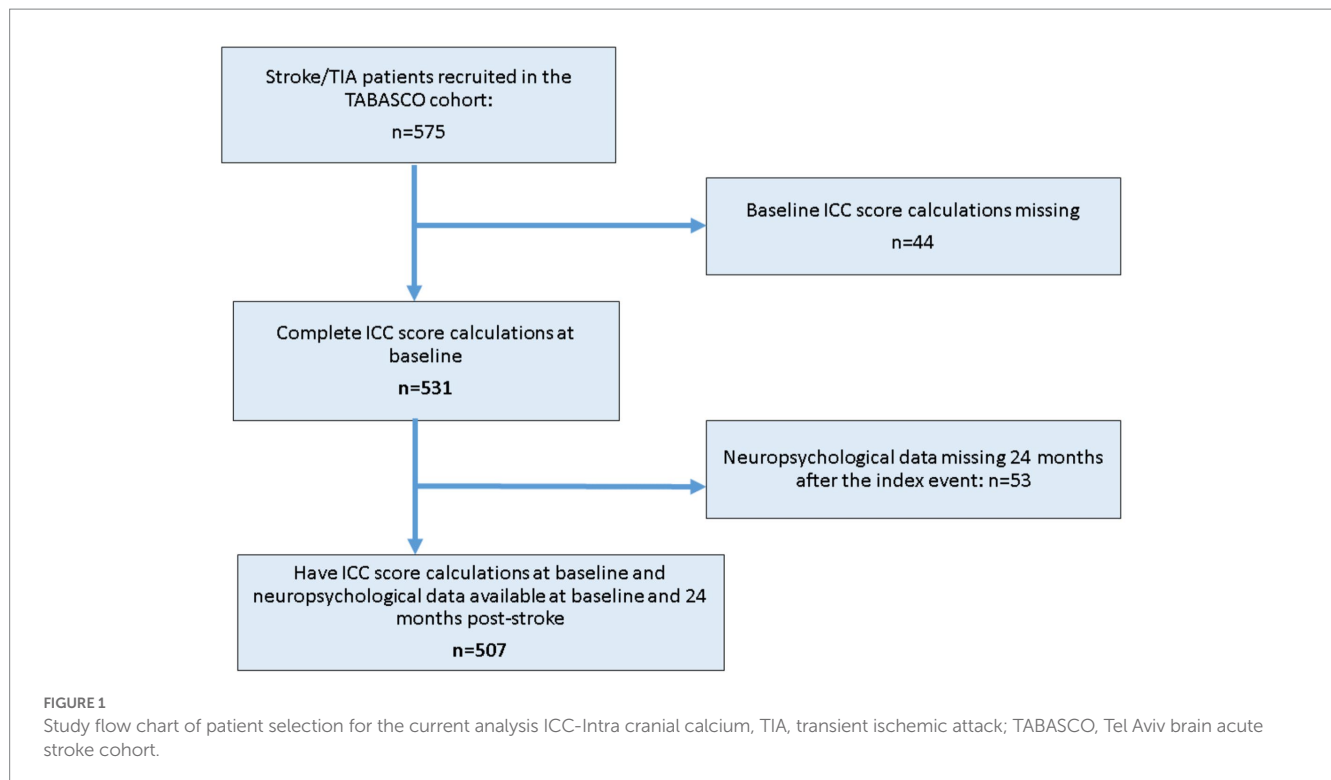 Stroke/TIA patients recruited in the
TABASCO cohort:
n=575
Baseline ICC score calculations missing
n=44
Complete ICC score calculations at
baseline
n=531
Neuropsychological data missing 24 months
after the index event: n=53
Have ICC score calculations at baseline and
neuropsychological data available at baseline and 24
months post-stroke
n=507
FIGURE 1
Study flow chart of patient selection for the current analysis ICC-Intra cranial calcium, TIA, transient ischemic attack; TABASCO, Tel Aviv brain acute
stroke cohort.